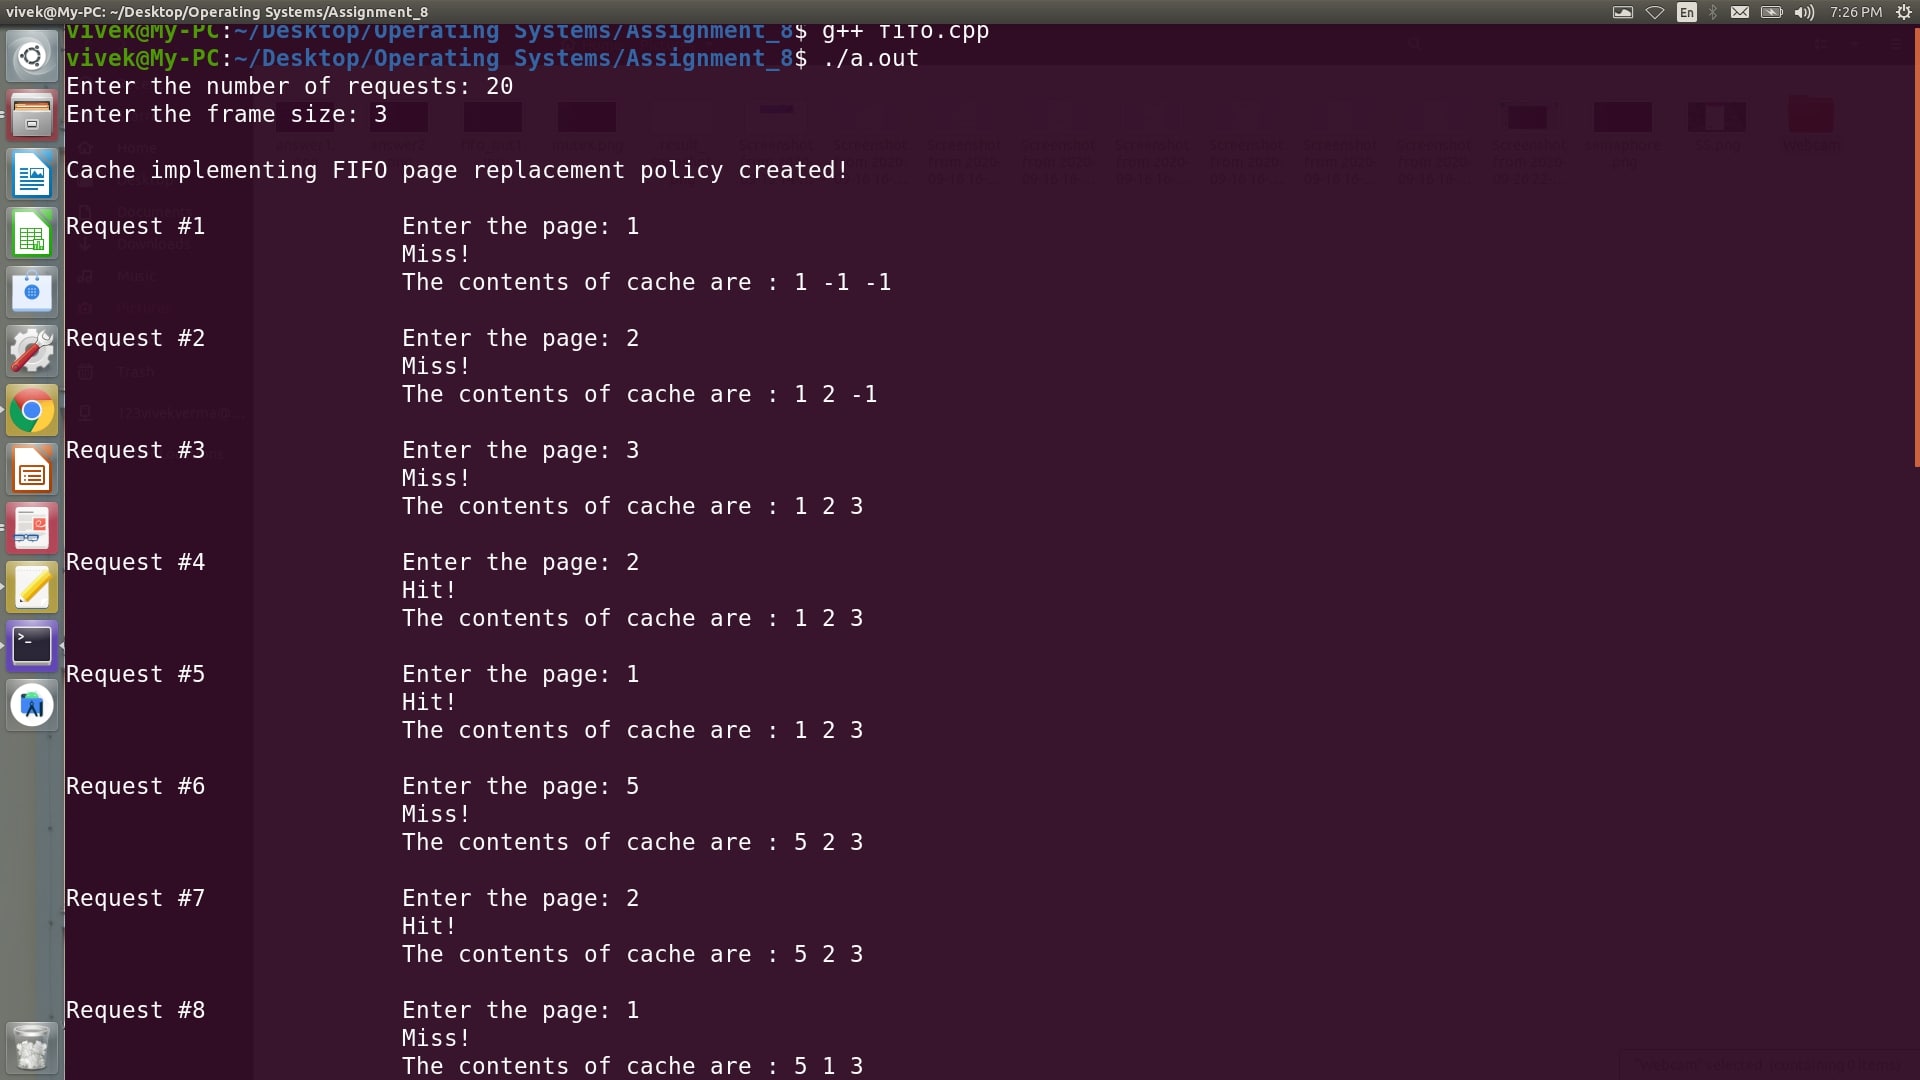 vivek@My-PC: ~/Desktop/Operating Systems/Assignment_8
En
7:26 PM
vivek@My-PC:~/Desktop/Operating Systems/Assignment_8$ g++ fifo.cpp
vivek@My-PC:~/Desktop/Operating Systems/Assignment_8$ ./a.out
Enter the number of requests: 20
Enter the frame size: 3
Cache implementing FIFO page replacement policy created!
Request #1 Enter the page: 1
Miss!
The contents of cache are : 1 -1 -1
Request #2 Enter the page: 2
Miss!
The contents of cache are : 1 2 -1
Request #3 Enter the page: 3
Miss!
The contents of cache are : 1 2 3
Request #4 Enter the page: 2
Hit!
The contents of cache are : 1 2 3
Request #5 Enter the page: 1
Hit!
The contents of cache are : 1 2 3
Request #6 Enter the page: 5
Miss!
The contents of cache are : 5 2 3
Request #7 Enter the page: 2
Hit!
The contents of cache are : 5 2 3
Request #8 Enter the page: 1
Miss!
The contents of cache are : 5 1 3
Home
Downloads
Music
Pictures
Trash